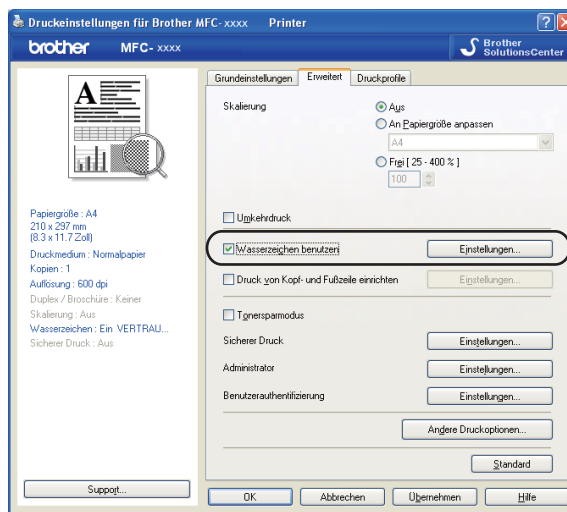 Druckeinstellungen für Brother MFC- xxxx Printer
brother MFC- xxxx
Brother
SolutionsCenter
Grundeinstellungen Erweitert Druckprofile
A
Papiergröße : A4
210 x 297 mm
(8.3 x 11.7 Zoll)
Druckmedium : Normalpapier
Kopien : 1
Auflösung : 600 dpi
Duplex / Broschüre : Keiner
Skalierung : Aus
Wasserzeichen : Ein VERTRAU...
Sicherer Druck : Aus
Support...
Skalierung
Aus
An Papiergröße anpassen
A4
Frei [ 25 - 400 % ]
100
Umkehrdruck
Wasserzeichen benutzen Einstellungen...
Druck von Kopf- und Fußzeile einrichten Einstellungen...
Tonersparmodus
Sicherer Druck Einstellungen...
Administrator Einstellungen...
Benutzerauthentifizierung Einstellungen...
Andere Druckoptionen...
Standard
OK Abbrechen Übernehmen Hilfe